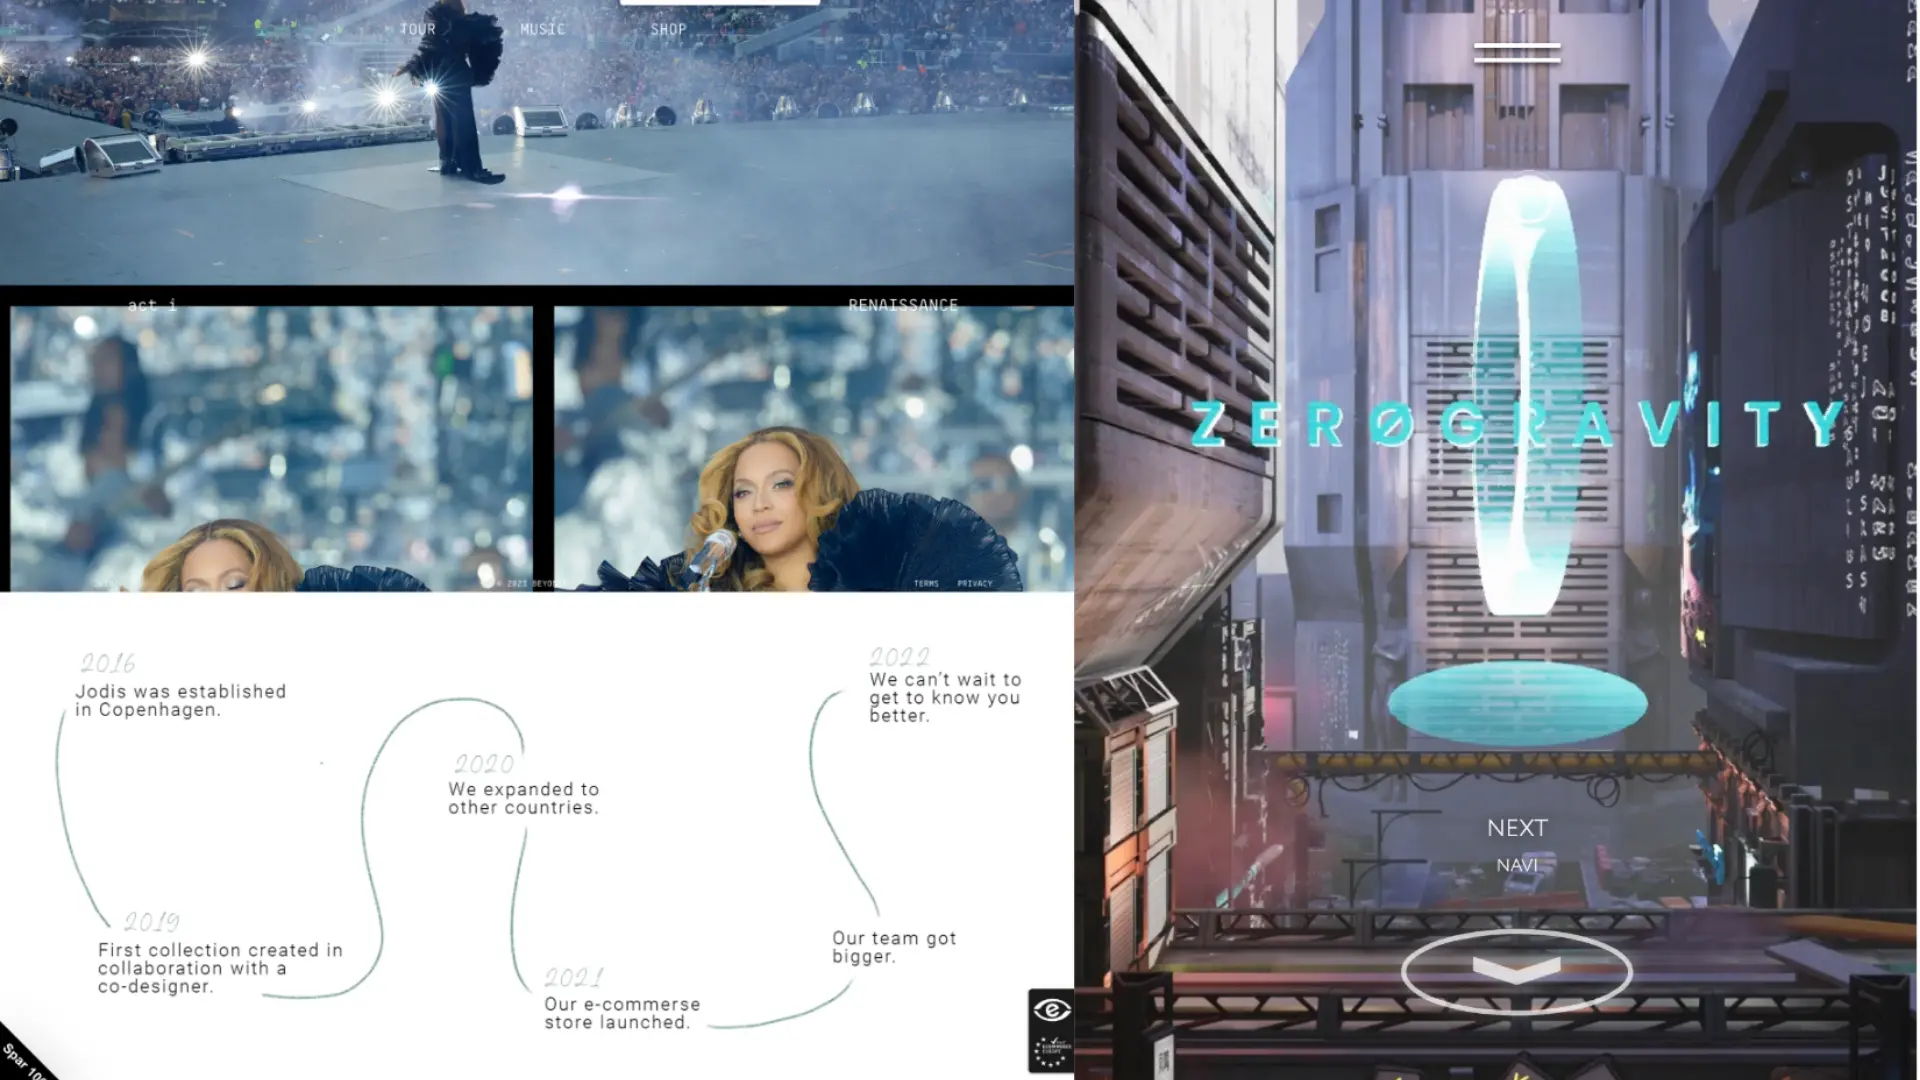 TOUR MUSIC SHOP
act i
RENAISSANCE
© 2023 BEYON
TERMS PRIVACY
2016
Jodis was established
in Copenhagen.
2019
First collection created in
collaboration with a
co-designer.
2020
We expanded to
other countries.
2021
Our e-commerse
store launched.
Our team got
bigger.
2022
We can't wait to
get to know you
better.
Spar 10
ZERØGRAVITY
NEXT
NAVI